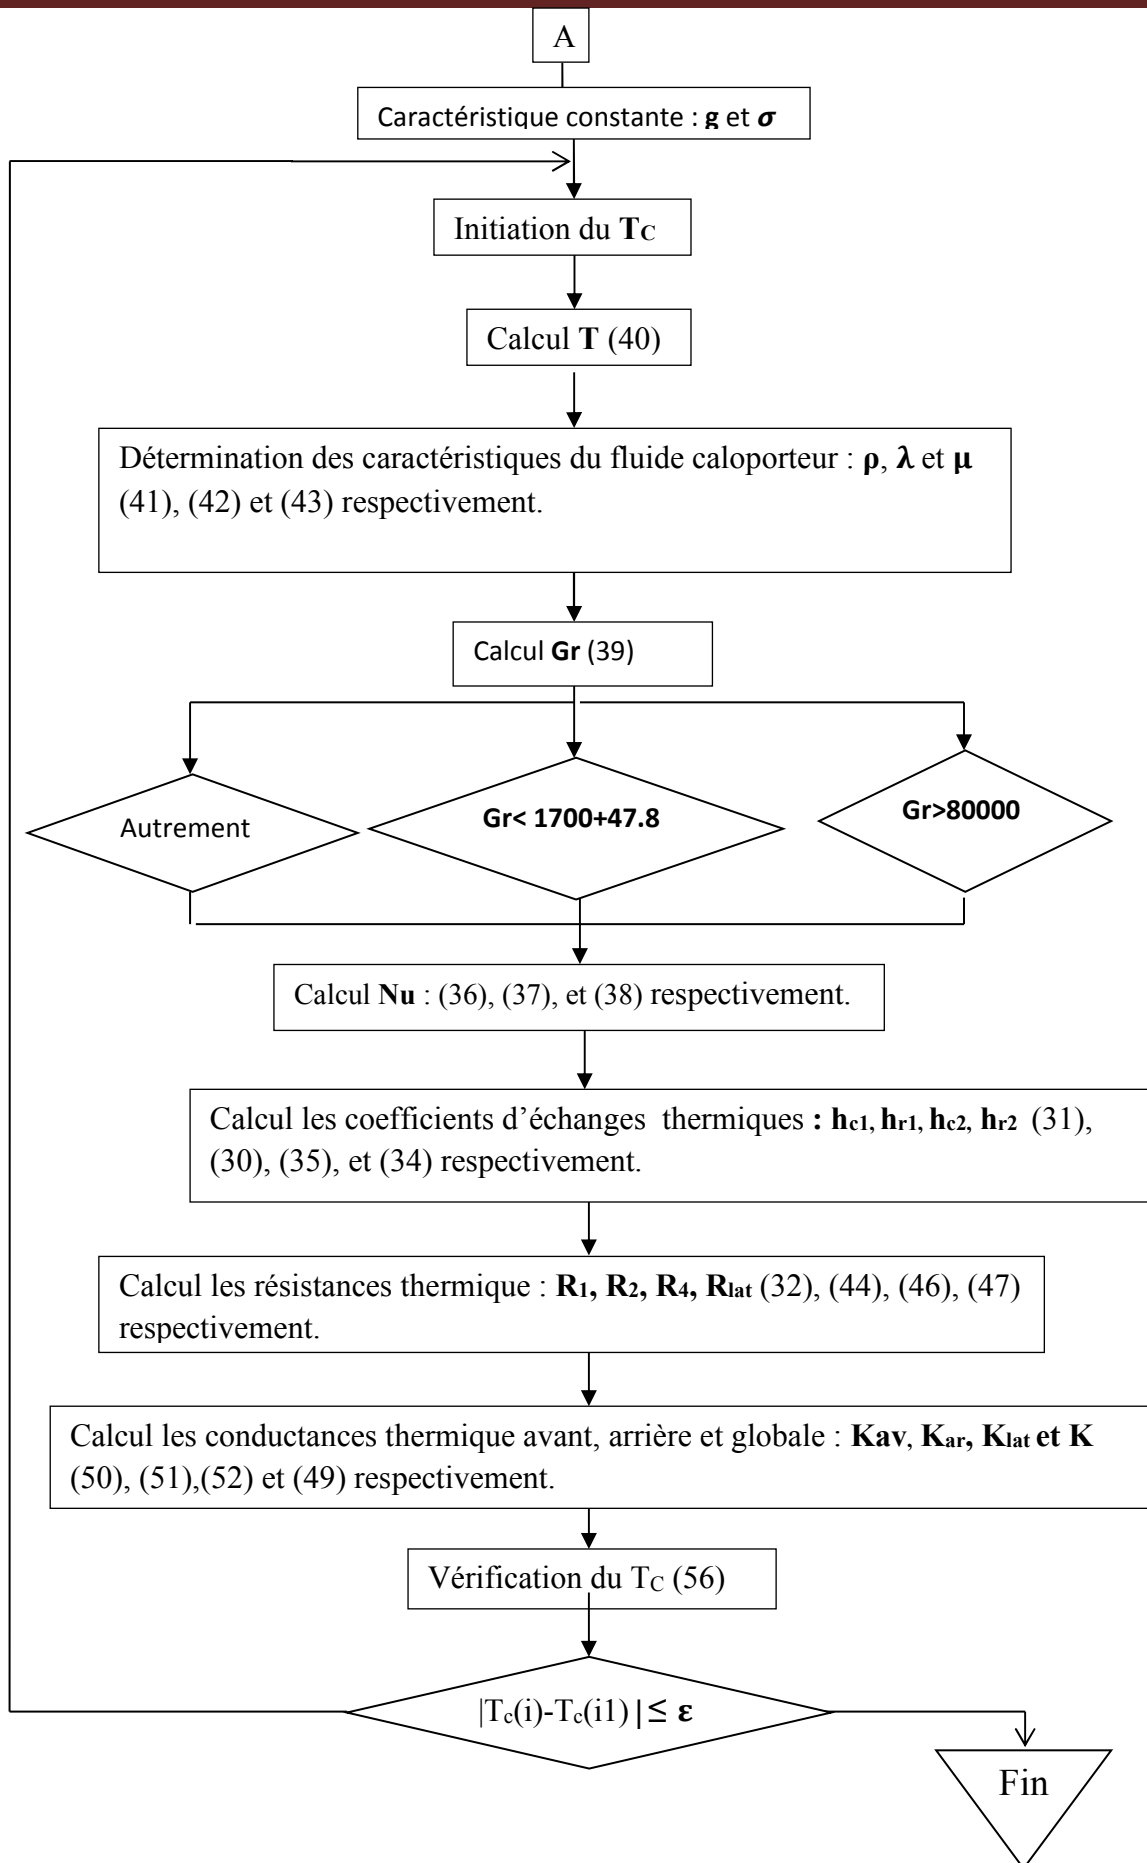 A
Caractéristique constante : g et σ
Initiation du TC
Calcul T (40)
Détermination des caractéristiques du fluide caloporteur : ρ, λ et μ
(41), (42) et (43) respectivement.
Calcul Gr (39)
Autrement
Gr< 1700+47.8
Gr>80000
Calcul Nu : (36), (37), et (38) respectivement.
Calcul les coefficients d’échanges thermiques : hc1, hr1, hc2, hr2 (31),
(30), (35), et (34) respectivement.
Calcul les résistances thermique : R1, R2, R4, Rlat (32), (44), (46), (47)
respectivement.
Calcul les conductances thermique avant, arrière et globale : Kav, Kar, Klat et K
(50), (51),(52) et (49) respectivement.
Vérification du TC (56)
|Tc(i)-Tc(i1) | ≤ ε
Fin